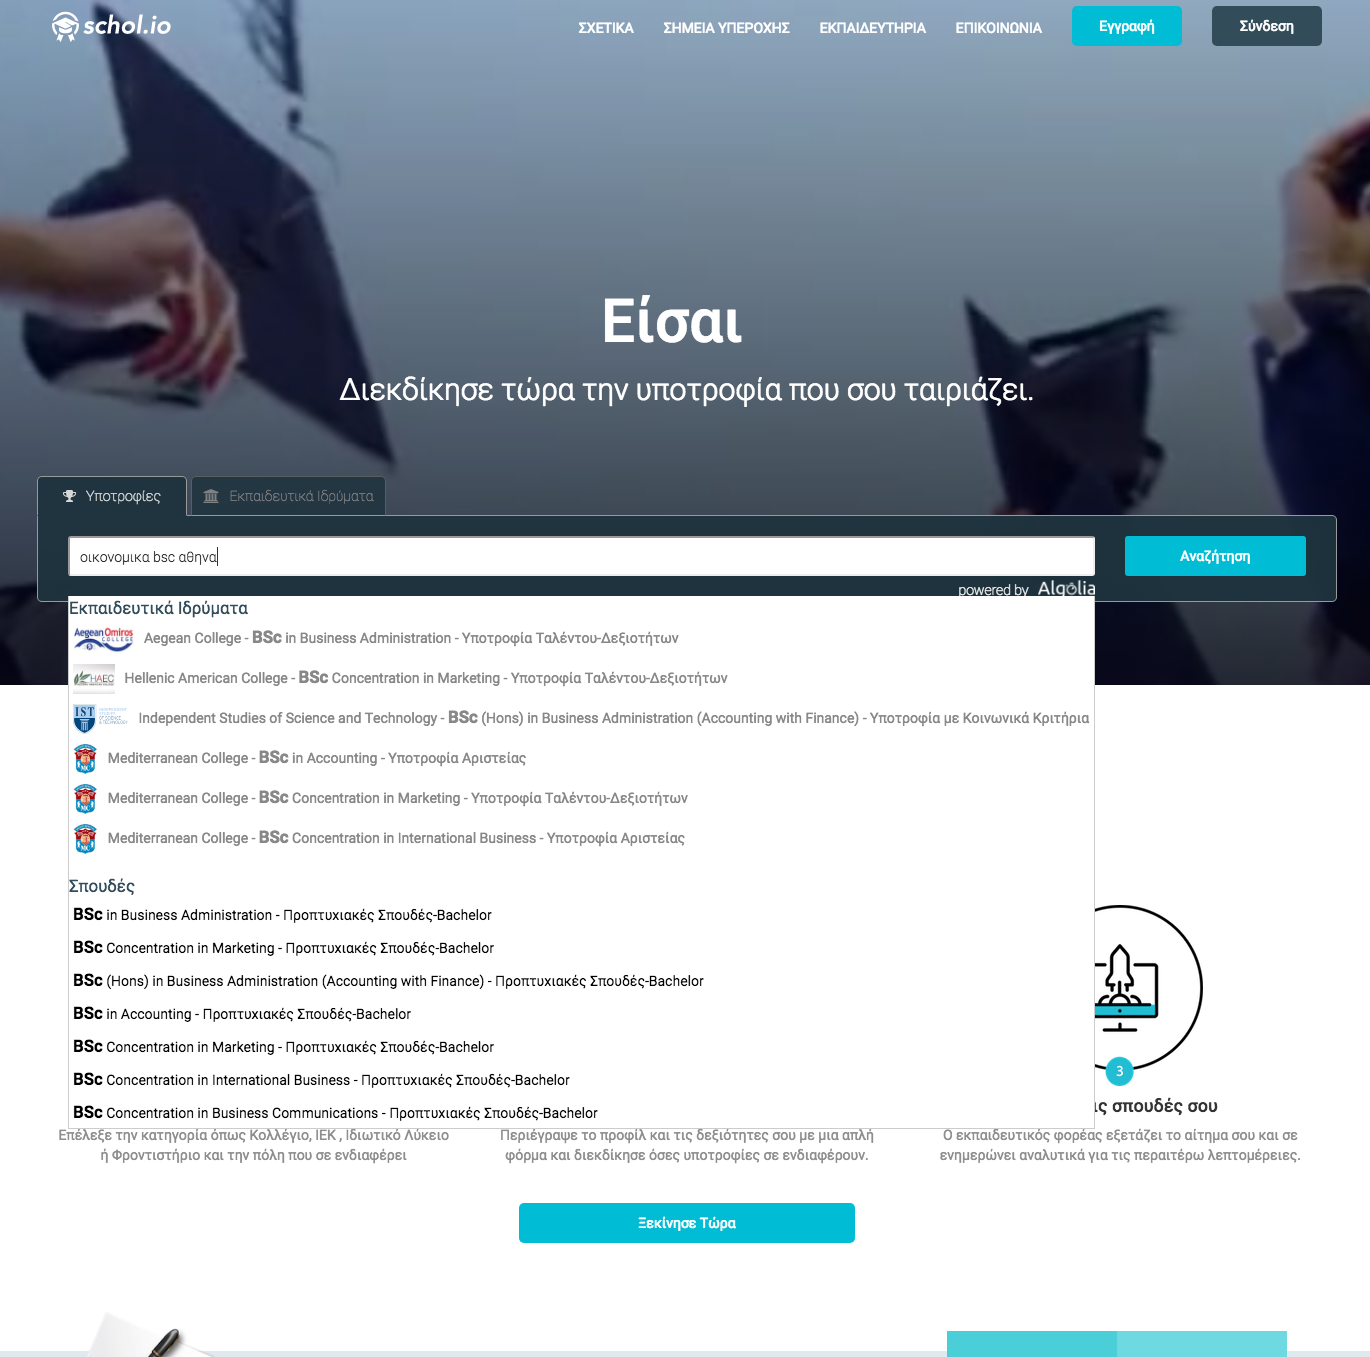 schol.io
ΣΧΕΤΙΚΑ ΣΗΜΕΙΑ ΥΠΕΡΟΧΗΣ ΕΚΠΑΙΔΕΥΤΗΡΙΑ ΕΠΙΚΟΙΝΩΝΙΑ Εγγραφή Σύνδεση
Είσαι
Διεκδίκησε τώρα την υποτροφία που σου ταιριάζει.
Υποτροφίες Εκπαιδευτικά Ιδρύματα
οικονομικα bsc αθηνα Αναζήτηση
powered by Algolia
Εκπαιδευτικά Ιδρύματα
Aegean Omiros COLLEGE Aegean College - BSc in Business Administration - Υποτροφία Ταλέντου-Δεξιοτήτων
HAEC Hellenic American College - BSc Concentration in Marketing - Υποτροφία Ταλέντου-Δεξιοτήτων
IST Independent Studies of Science and Technology - BSc (Hons) in Business Administration (Accounting with Finance) - Υποτροφία με Κοινωνικά Κριτήρια
Mediterranean College - BSc in Accounting - Υποτροφία Αριστείας
Mediterranean College - BSc Concentration in Marketing - Υποτροφία Ταλέντου-Δεξιοτήτων
Mediterranean College - BSc Concentration in International Business - Υποτροφία Αριστείας
Σπουδές
BSc in Business Administration - Προπτυχιακές Σπουδές-Bachelor
BSc Concentration in Marketing - Προπτυχιακές Σπουδές-Bachelor
BSc (Hons) in Business Administration (Accounting with Finance) - Προπτυχιακές Σπουδές-Bachelor
BSc in Accounting - Προπτυχιακές Σπουδές-Bachelor
BSc Concentration in Marketing - Προπτυχιακές Σπουδές-Bachelor
BSc Concentration in International Business - Προπτυχιακές Σπουδές-Bachelor
BSc Concentration in Business Communications - Προπτυχιακές Σπουδές-Bachelor
3
σπουδές σου
Επέλεξε την κατηγορία όπως Κολλέγιο, ΙΕΚ , Ιδιωτικό Λύκειο
ή Φροντιστήριο και την πόλη που σε ενδιαφέρει
Περιέγραψε το προφίλ και τις δεξιότητες σου με μια απλή
φόρμα και διεκδίκησε όσες υποτροφίες σε ενδιαφέρουν.
Ο εκπαιδευτικός φορέας εξετάζει το αίτημα σου και σε
ενημερώνει αναλυτικά για τις περαιτέρω λεπτομέρειες.
Ξεκίνησε Τώρα